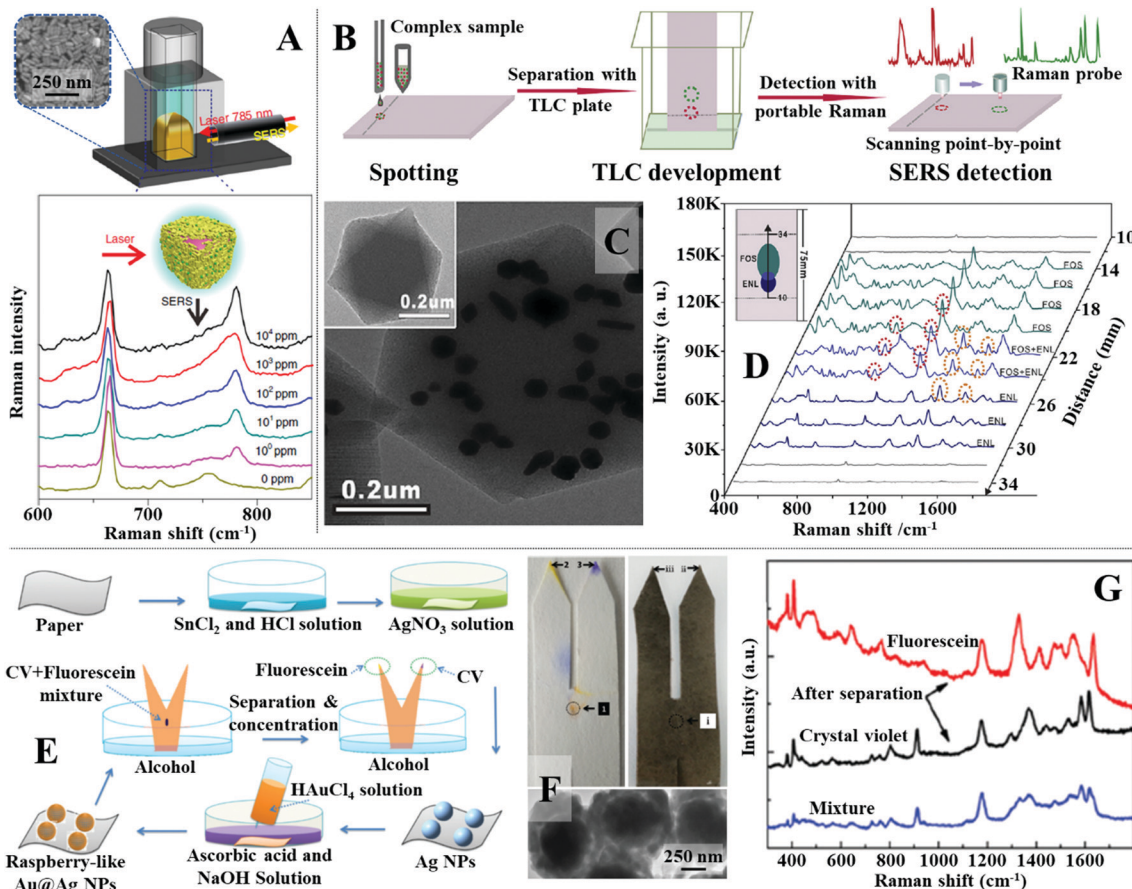 A
250 nm
Laser 785 nm
SERS
Laser
SERS
10⁴ ppm
10³ ppm
10² ppm
10¹ ppm
10⁰ ppm
0 ppm
Raman intensity
600 700 800
Raman shift (cm⁻¹)
B
Complex sample
Separation with
TLC plate
Detection with
portable Raman
Raman probe
Scanning point-by-point
Spotting
TLC development
SERS detection
C
0.2um
0.2um
D
180K
150K
120K
90K
60K
30K
0
Intensity (a. u.)
34
FOS
ENL
10
75mm
FOS
FOS
FOS
FOS
FOS+ENL
FOS+ENL
ENL
ENL
ENL
10
14
18
22
26
30
34
Distance (mm)
400 800 1200 1600
Raman shift /cm⁻¹
E
Paper
SnCl₂ and HCl solution
AgNO₃ solution
CV+Fluorescein
mixture
Alcohol
Separation &
concentration
Fluorescein
CV
Alcohol
HAuCl₄ solution
Raspberry-like
Au@Ag NPs
Ascorbic acid and
NaOH Solution
Ag NPs
F
2 3
1
iii ii
i
250 nm
G
Fluorescein
After separation
Crystal violet
Mixture
Intensity (a.u.)
400 600 800 1000 1200 1400 1600
Raman Shift (cm⁻¹)